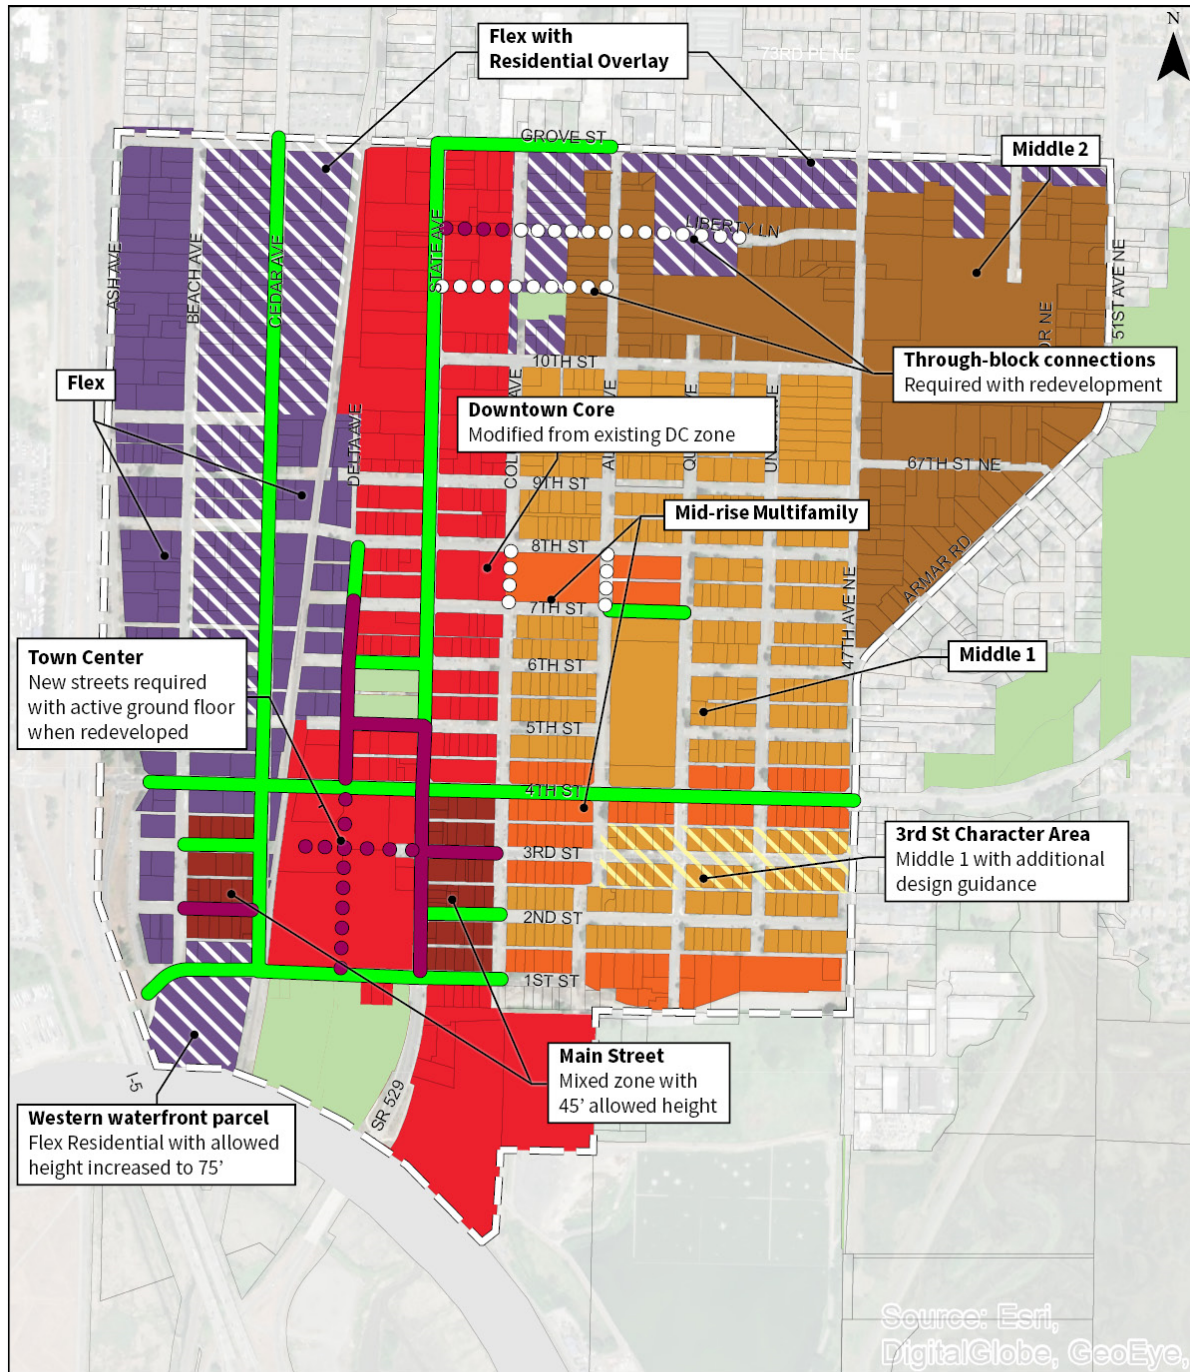 N
Flex with
Residential Overlay
73RD PL NE
GROVE ST
Middle 2
LIBERTY LN
STATE AVE
ASH AVE
BEACH AVE
CEDAR AVE
51ST AVE NE
DR NE
Through-block connections
Required with redevelopment
10TH ST
Flex
Downtown Core
Modified from existing DC zone
DELTA AVE
67TH ST NE
9TH ST
Mid-rise Multifamily
8TH ST
ARMAR RD
7TH ST
47TH AVE NE
Town Center
New streets required
with active ground floor
when redeveloped
Middle 1
6TH ST
5TH ST
4TH ST
3rd St Character Area
Middle 1 with additional
design guidance
3RD ST
2ND ST
1ST ST
Main Street
Mixed zone with
45' allowed height
I-5
SR 529
Western waterfront parcel
Flex Residential with allowed
height increased to 75'
Source: Esri,
DigitalGlobe, GeoEye,